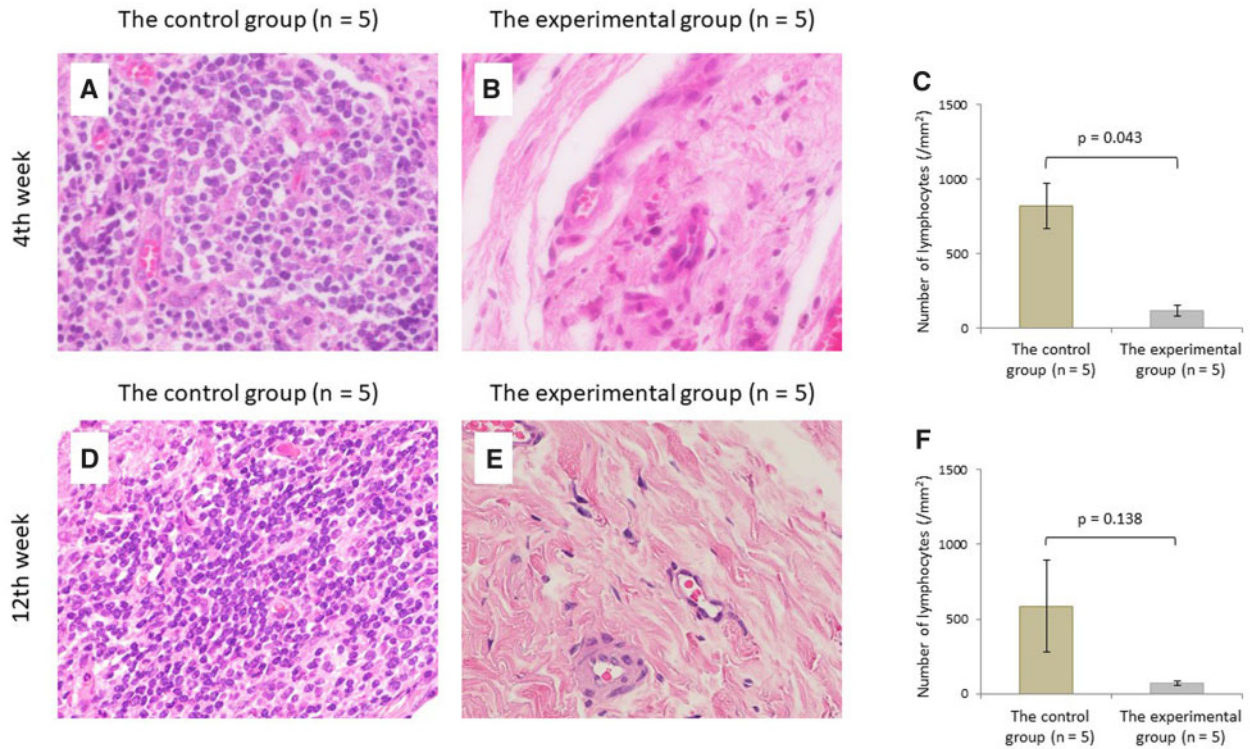 The control group (n = 5)
The experimental group (n = 5)
4th week
A
B
C
Number of lymphocytes (/mm²)
1500
1000
500
0
p = 0.043
The control
group (n = 5)
The experimental
group (n = 5)
The control group (n = 5)
The experimental group (n = 5)
12th week
D
E
F
Number of lymphocytes (/mm²)
1500
1000
500
0
p = 0.138
The control
group (n = 5)
The experimental
group (n = 5)